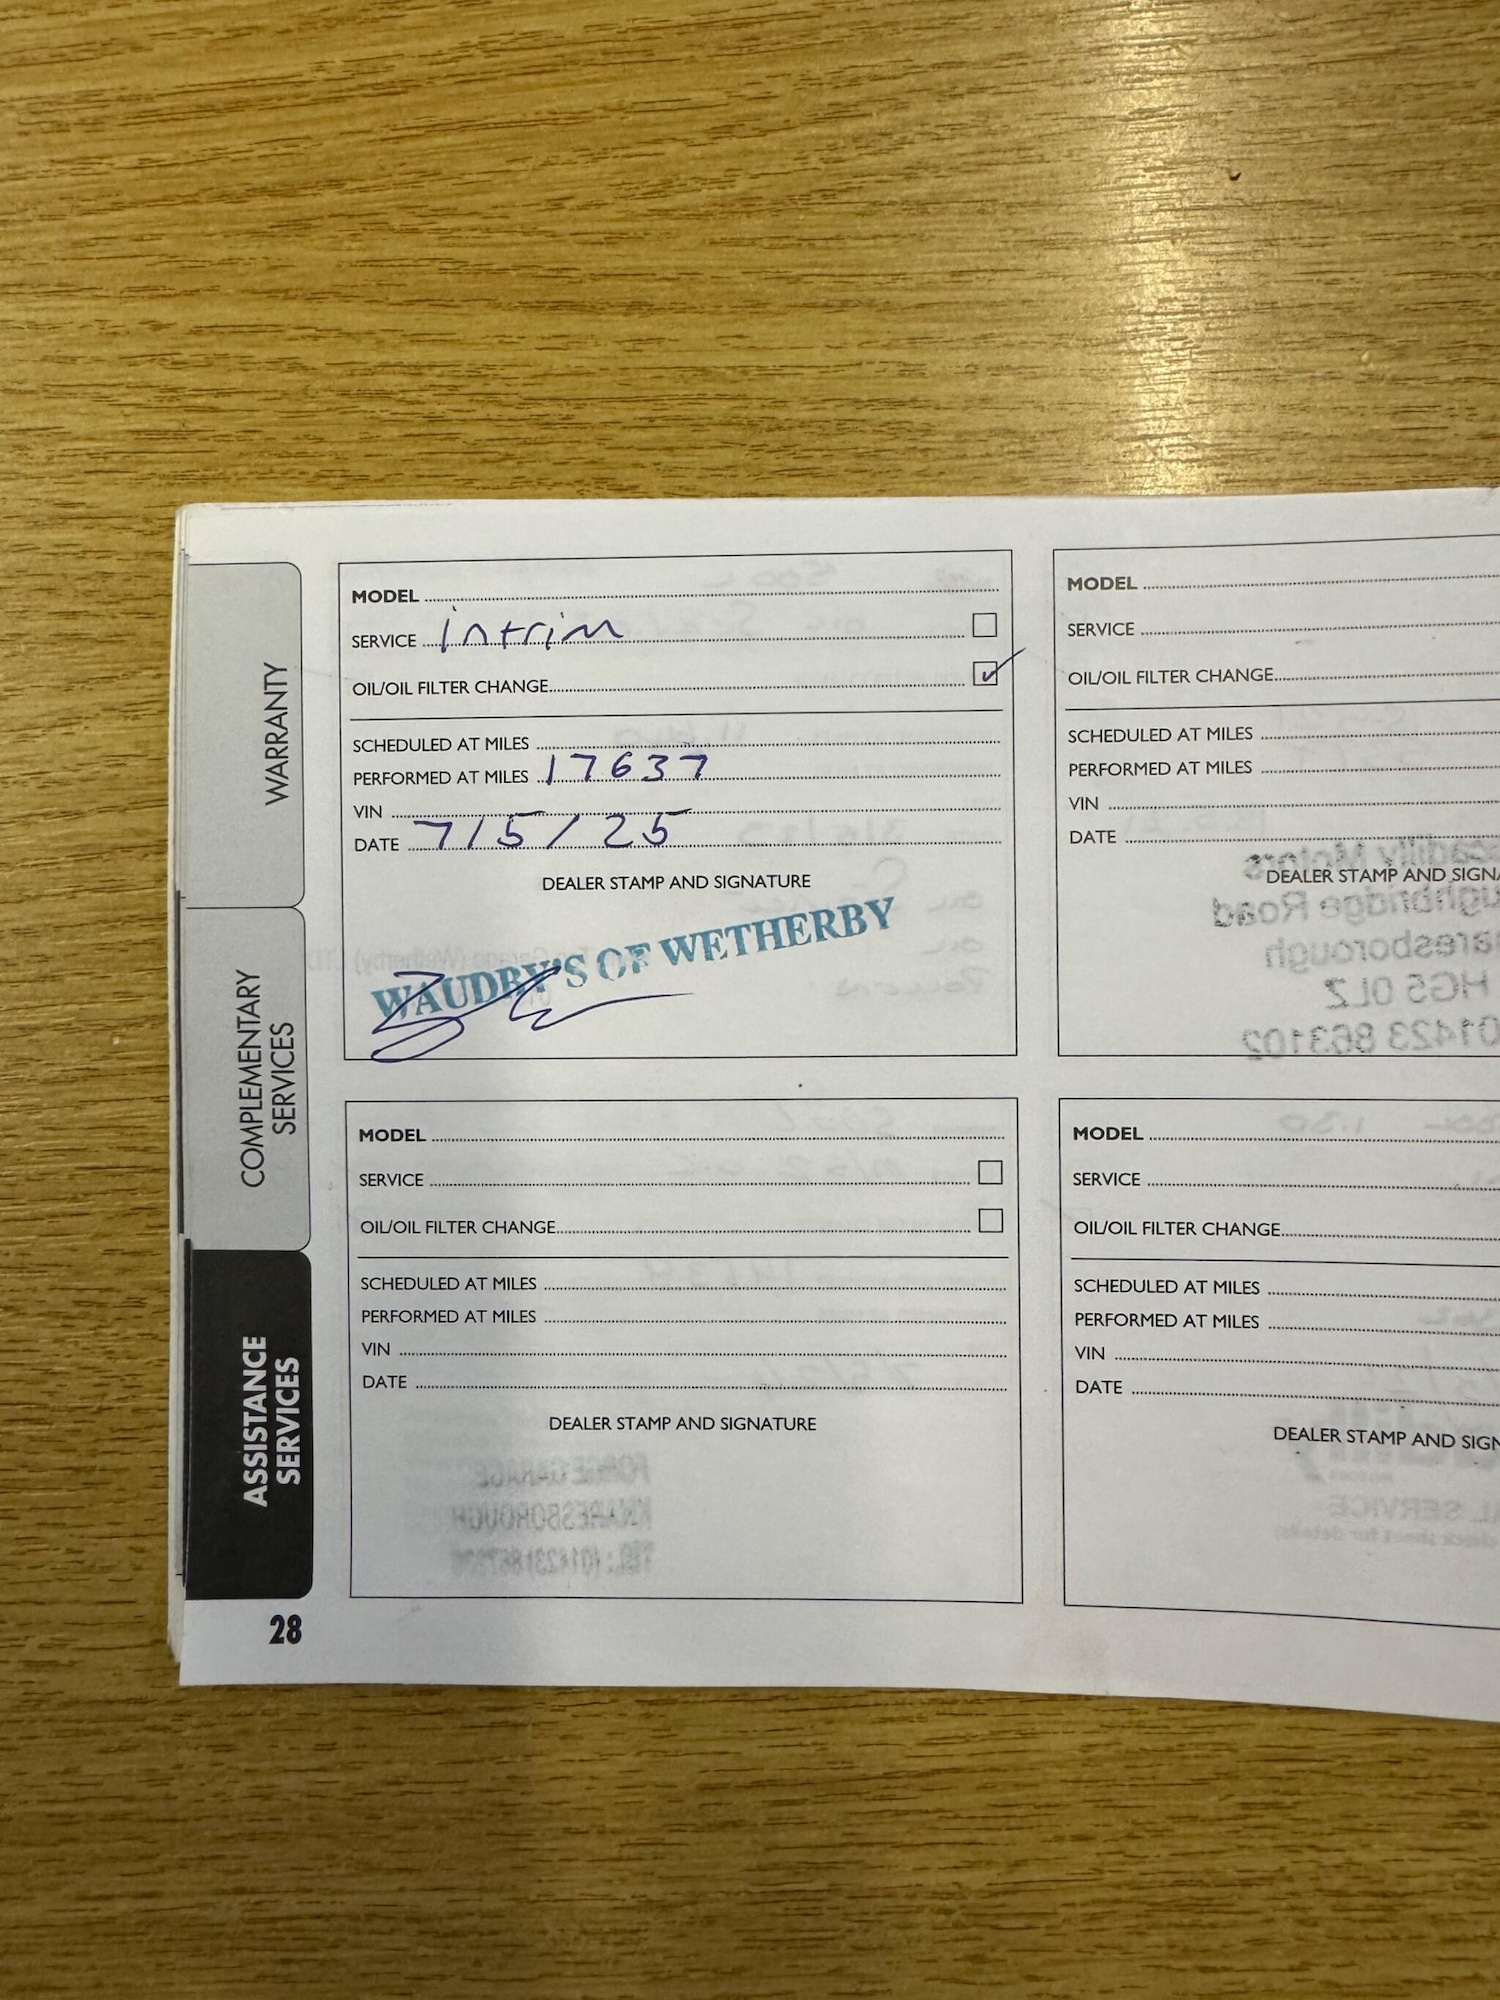 WARRANTY
COMPLEMENTARY
SERVICES
ASSISTANCE
SERVICES
28
MODEL
SERVICE intrim
OIL/OIL FILTER CHANGE
SCHEDULED AT MILES
PERFORMED AT MILES 17637
VIN
DATE 7/5/25
DEALER STAMP AND SIGNATURE
WAUDBY'S OF WETHERBY
MODEL
SERVICE
OIL/OIL FILTER CHANGE
SCHEDULED AT MILES
PERFORMED AT MILES
VIN
DATE
DEALER STAMP AND SIGNA
MODEL
SERVICE
OIL/OIL FILTER CHANGE
SCHEDULED AT MILES
PERFORMED AT MILES
VIN
DATE
DEALER STAMP AND SIGNATURE
MODEL
SERVICE
OIL/OIL FILTER CHANGE
SCHEDULED AT MILES
PERFORMED AT MILES
VIN
DATE
DEALER STAMP AND SIGN